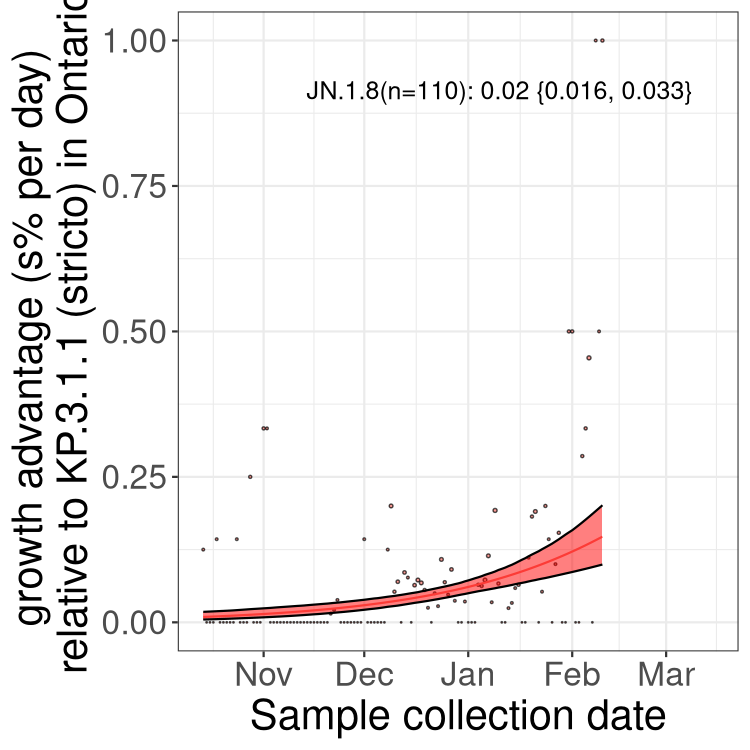 growth advantage (s% per day)
relative to KP.3.1.1 (stricto) in Ontario
1.00
0.75
0.50
0.25
0.00
JN.1.8(n=110): 0.02 {0.016, 0.033}
Nov Dec Jan Feb Mar
Sample collection date